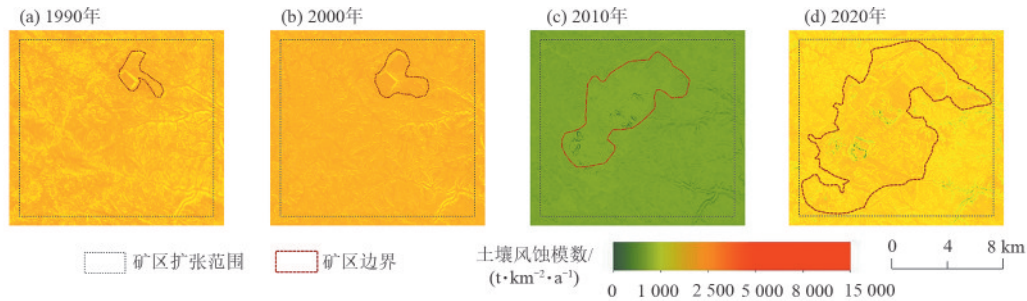 (a) 1990年
(b) 2000年
(c) 2010年
(d) 2020年
矿区扩张范围
矿区边界
土壤风蚀模数/
(t·km⁻²·a⁻¹)
0 1 000 2 500 5 000 8 000 15 000
0 4 8 km